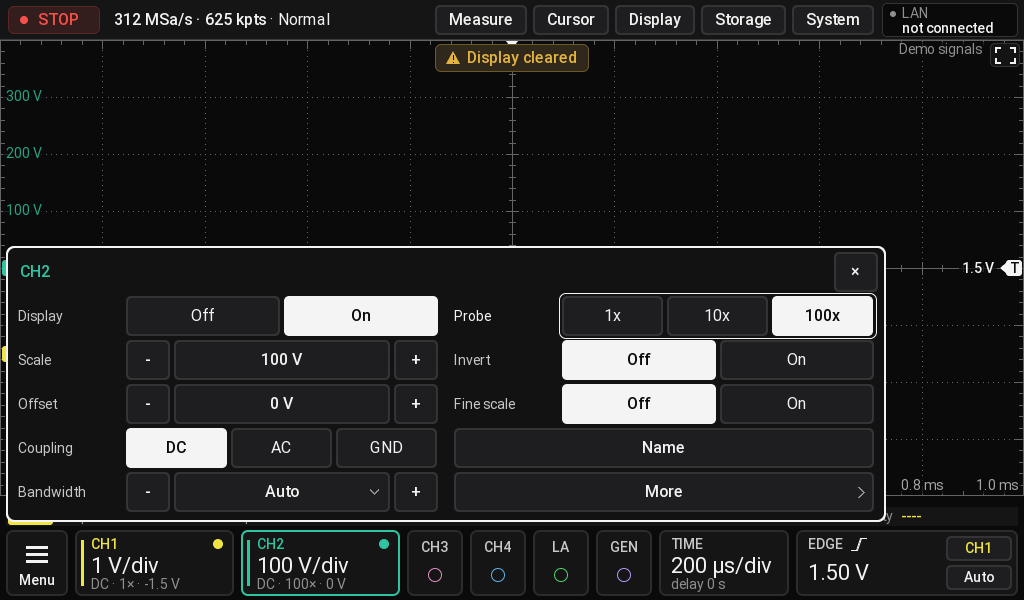 STOP
312 MSa/s · 625 kpts · Normal
Measure
Cursor
Display
Storage
System
LAN
not connected
Display cleared
Demo signals
300 V
200 V
100 V
1.5 V
T
CH2
×
Display
Off
On
Probe
1x
10x
100x
Scale
-
100 V
+
Invert
Off
On
Offset
-
0 V
+
Fine scale
Off
On
Coupling
DC
AC
GND
Name
Bandwidth
-
Auto
+
More
0.8 ms
1.0 ms
y ----
Menu
CH1
1 V/div
DC · 1× · -1.5 V
CH2
100 V/div
DC · 100× · 0 V
CH3
CH4
LA
GEN
TIME
200 µs/div
delay 0 s
EDGE
1.50 V
CH1
Auto